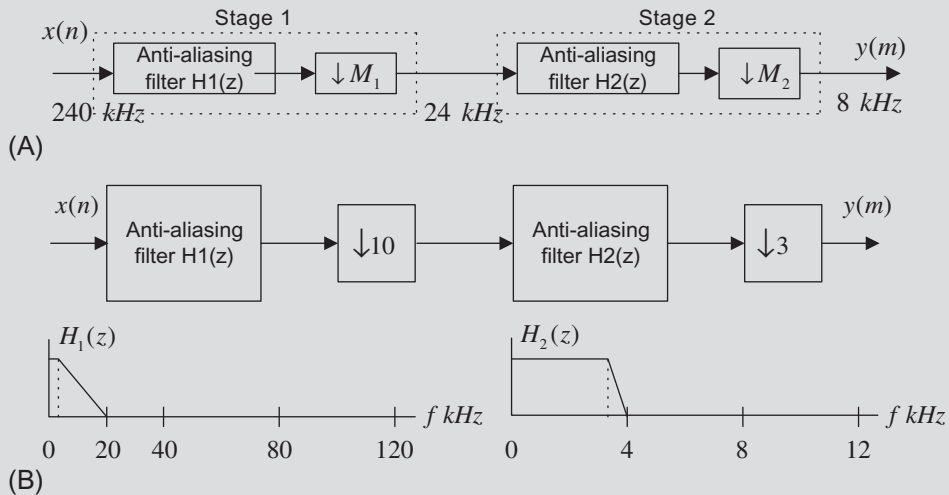 Stage 1
Stage 2
x(n)
Anti-aliasing
filter H1(z)
↓ M₁
Anti-aliasing
filter H2(z)
↓ M₂
y(m)
240 kHz
24 kHz
8 kHz
(A)
x(n)
Anti-aliasing
filter H1(z)
↓10
Anti-aliasing
filter H2(z)
↓3
y(m)
H₁(z)
H₂(z)
f kHz
f kHz
0 20 40 80 120
0 4 8 12
(B)